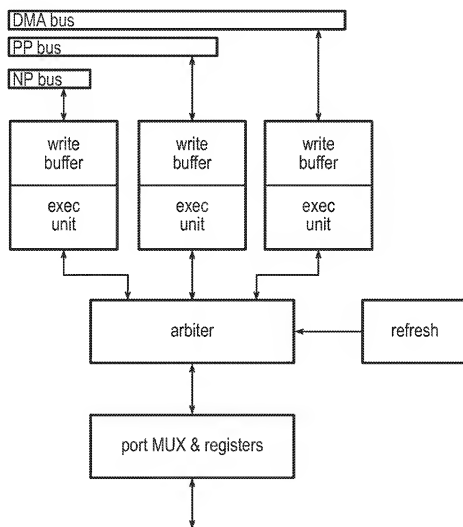 DMA bus
PP bus
NP bus
write
buffer
exec
unit
write
buffer
exec
unit
write
buffer
exec
unit
arbiter
refresh
port MUX & registers